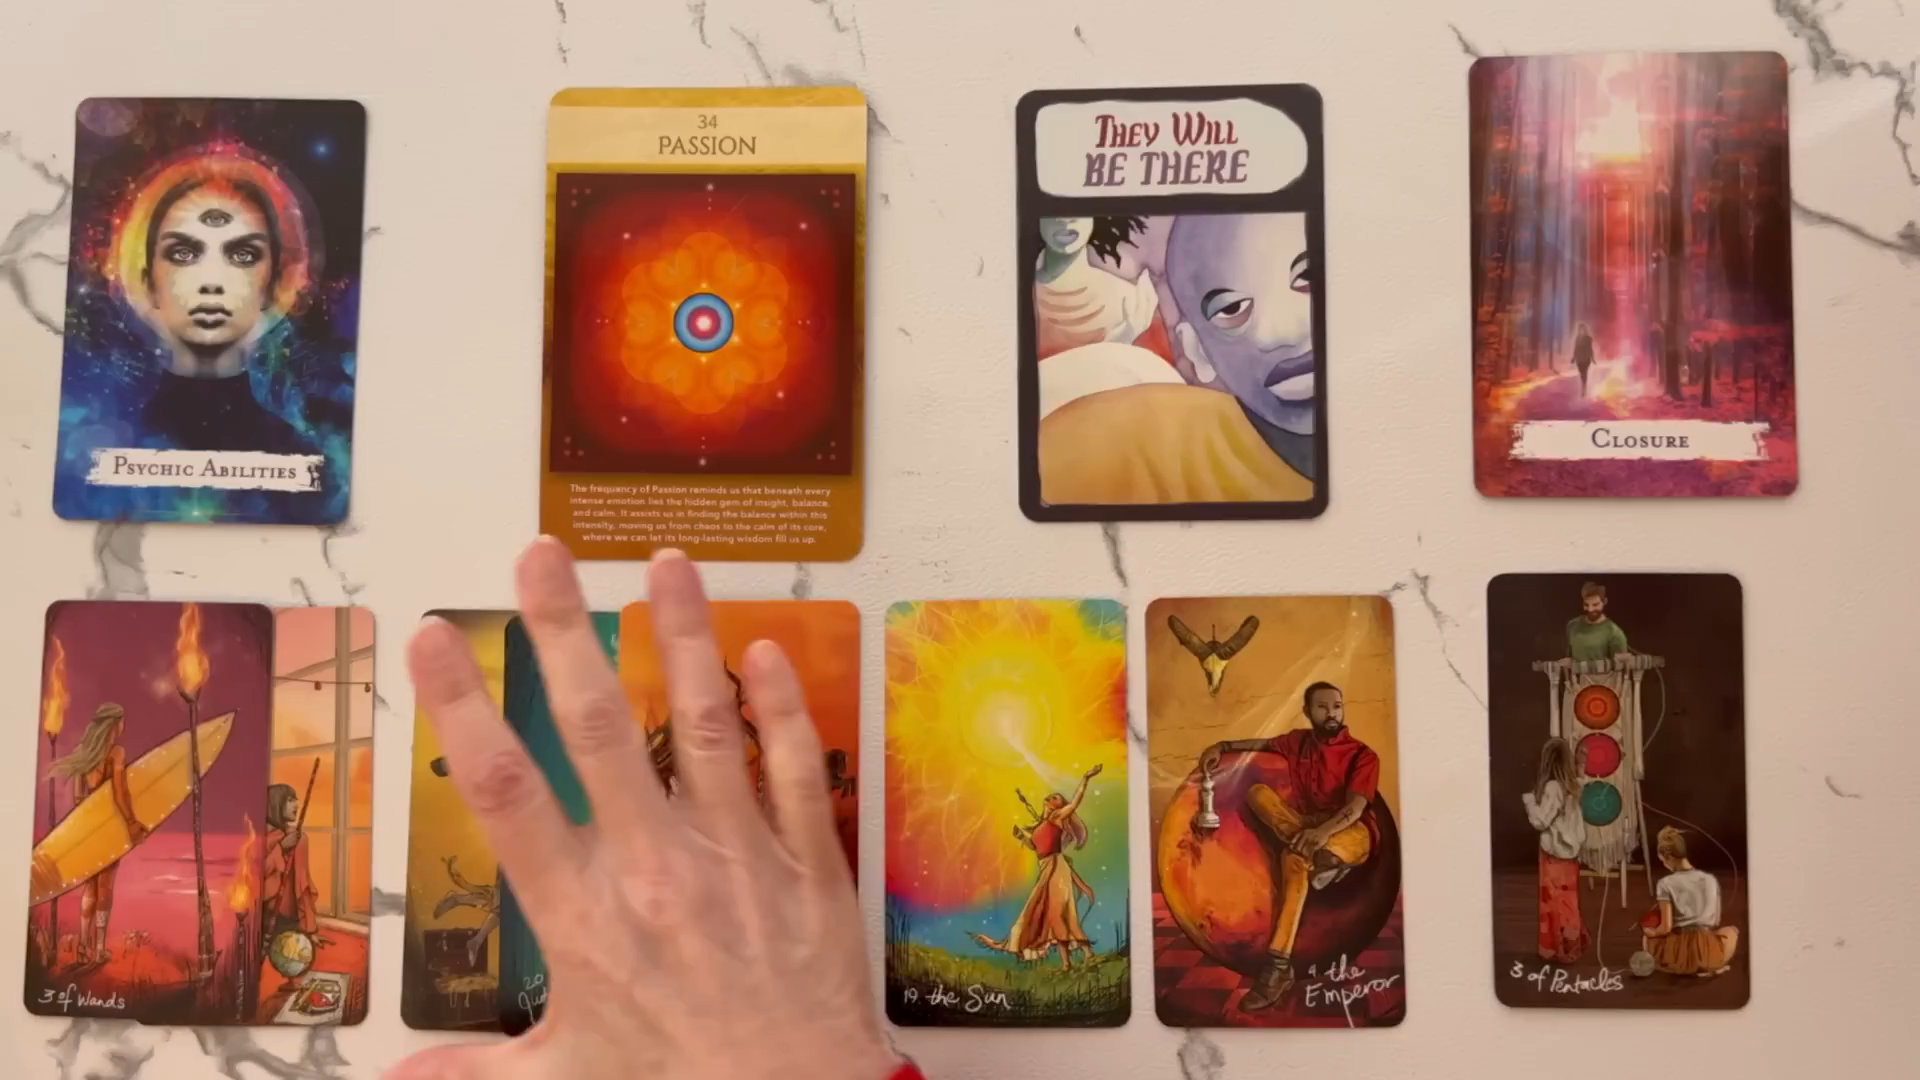 34
PASSION
THEY WILL
BE THERE
CLOSURE
PSYCHIC ABILITIES
The frequency of Passion reminds us that beneath every
intense emotion lies the hidden gem of insight, balance,
and calm. It assists us in finding the balance within this
intensity, moving us from chaos to the calm of its core,
where we can let its long-lasting wisdom fill us up.
3 of Wands
20
19. the Sun
4 the
Emperor
3 of Pentacles